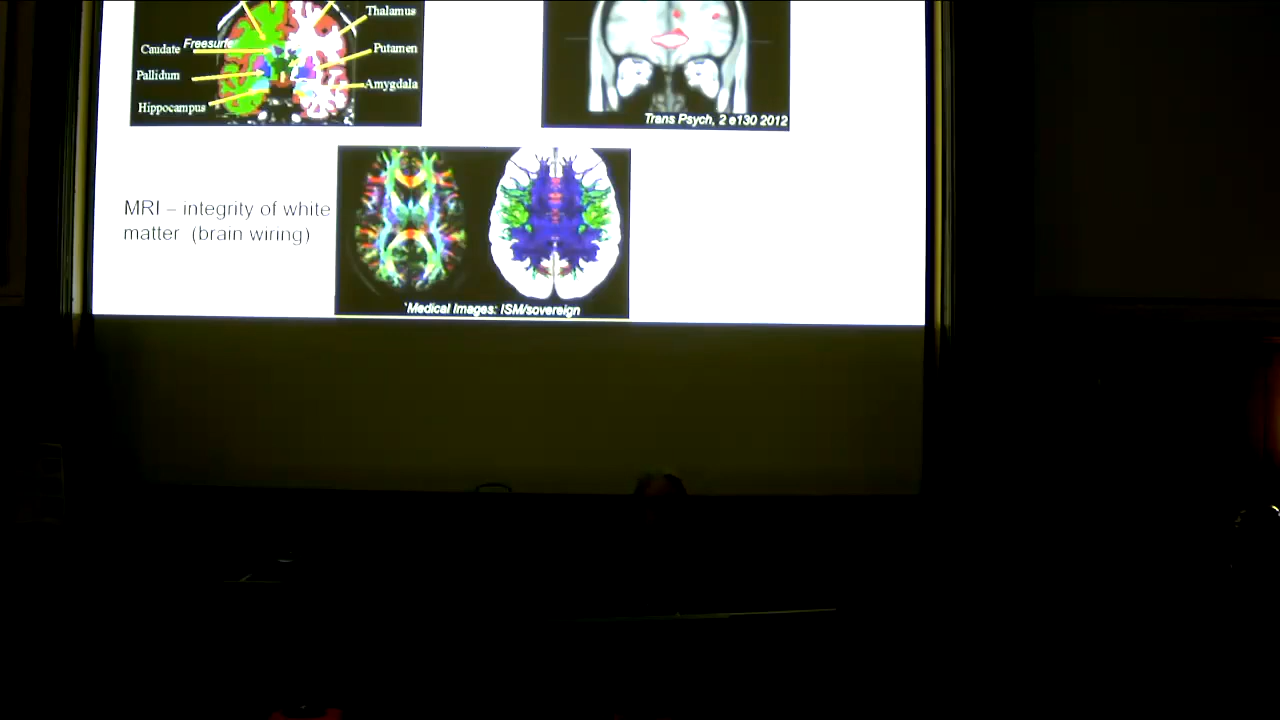 Thalamus
Caudate Freesurfe
Putamen
Pallidum
Amygdala
Hippocampus
Trans Psych, 2 e130 2012
MRI – integrity of white
matter (brain wiring)
*Medical Images: ISM/sovereign